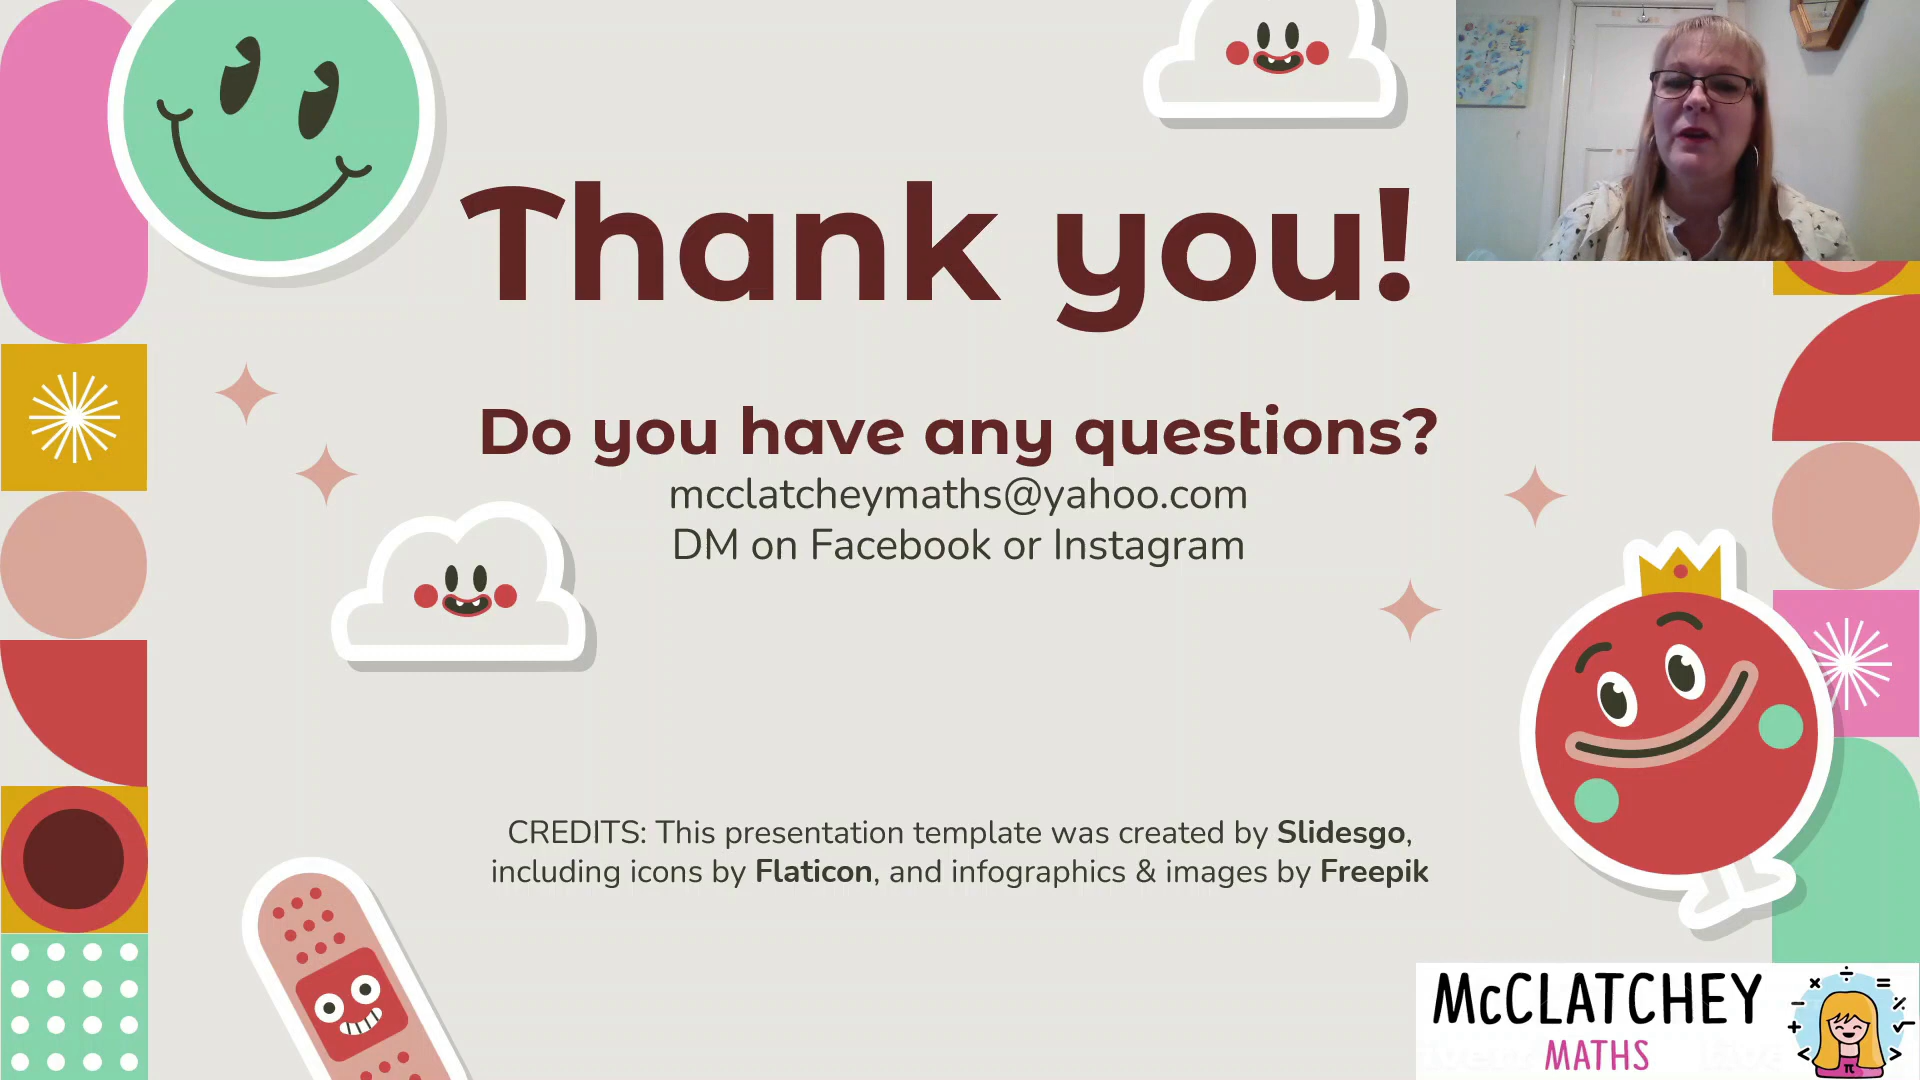 Thank you!
Do you have any questions?
mcclatcheymaths@yahoo.com
DM on Facebook or Instagram
CREDITS: This presentation template was created by Slidesgo,
including icons by Flaticon, and infographics & images by Freepik
McCLATCHEY
MATHS